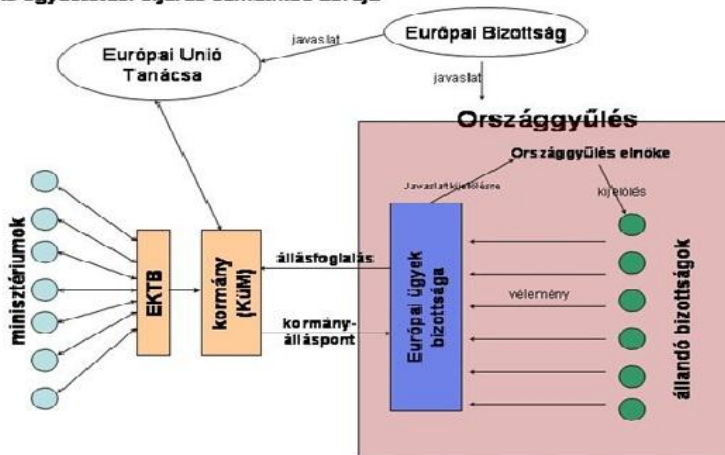 Európai Bizottság
javaslat
Európai Unió
Tanácsa
javaslat
Országgyűlés
Országgyűlés elnöke
kijelölés
minisztériumok
EKTB
kormány
(KüM)
állásfoglalás
kormány-
álláspont
Európai ügyek
bizottsága
vélemény
állandó bizottságok